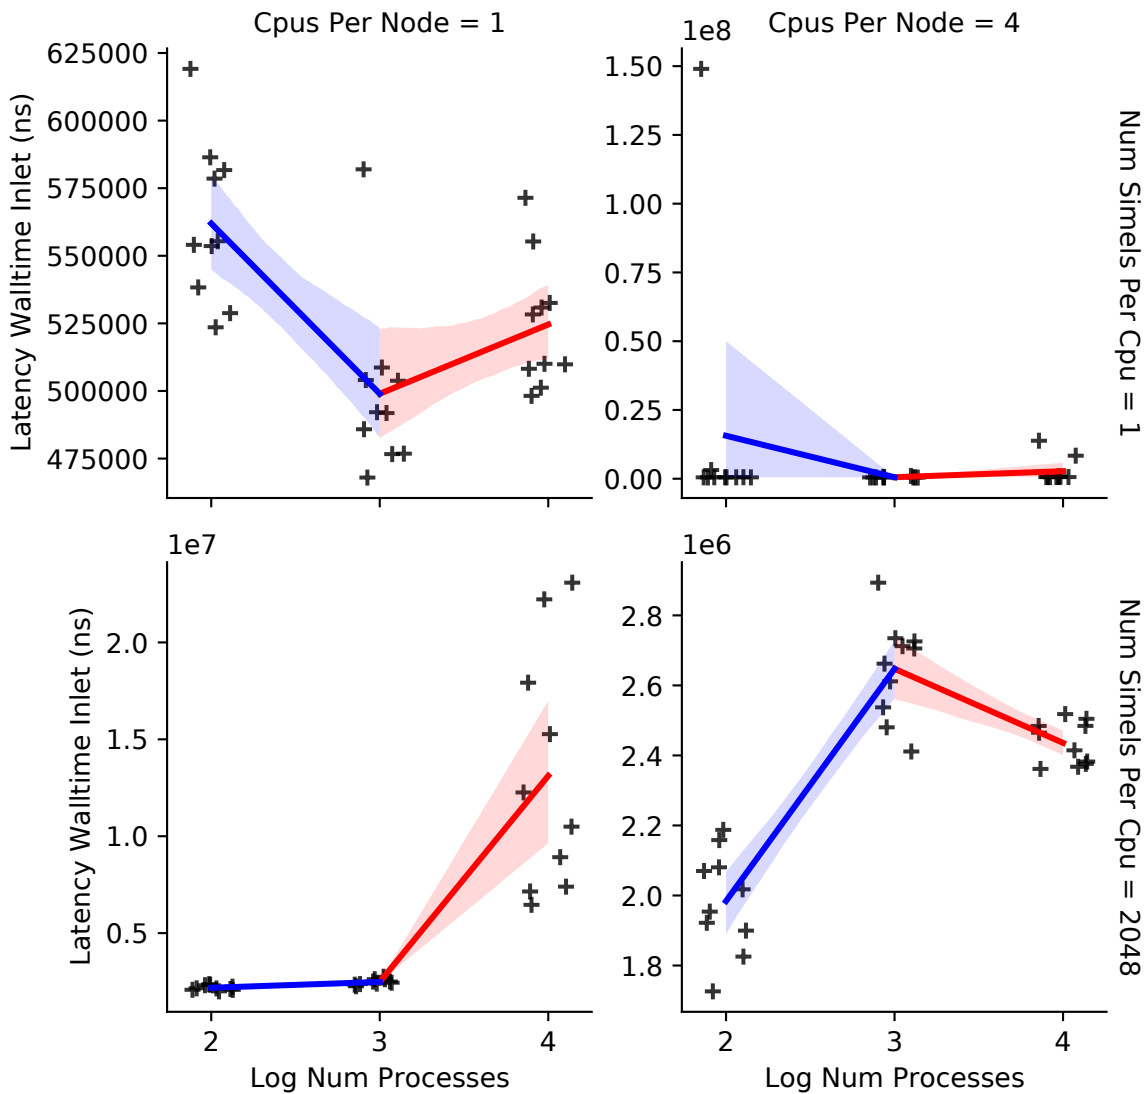 Cpus Per Node = 1
Cpus Per Node = 4
1e8
Latency Walltime Inlet (ns)
625000
600000
575000
550000
525000
500000
475000
1.50
1.25
1.00
0.75
0.50
0.25
0.00
Num Simels Per Cpu = 1
1e7
1e6
Latency Walltime Inlet (ns)
2.0
1.5
1.0
0.5
2.8
2.6
2.4
2.2
2.0
1.8
Num Simels Per Cpu = 2048
2 3 4
2 3 4
Log Num Processes
Log Num Processes